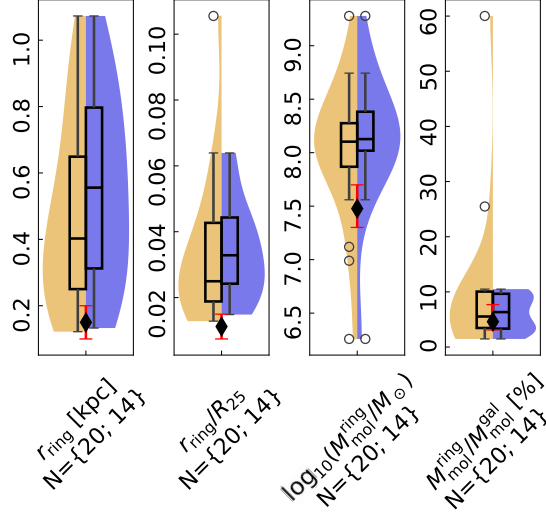 1.0
0.8
0.6
0.4
0.2
r_ring [kpc]
N={20; 14}
0.10
0.08
0.06
0.04
0.02
r_ring/R_25
N={20; 14}
9.0
8.5
8.0
7.5
7.0
6.5
log_10(M_mol^ring/M_⊙)
N={20; 14}
60
50
40
30
20
10
0
M_mol^ring/M_mol^gal [%]
N={20; 14}